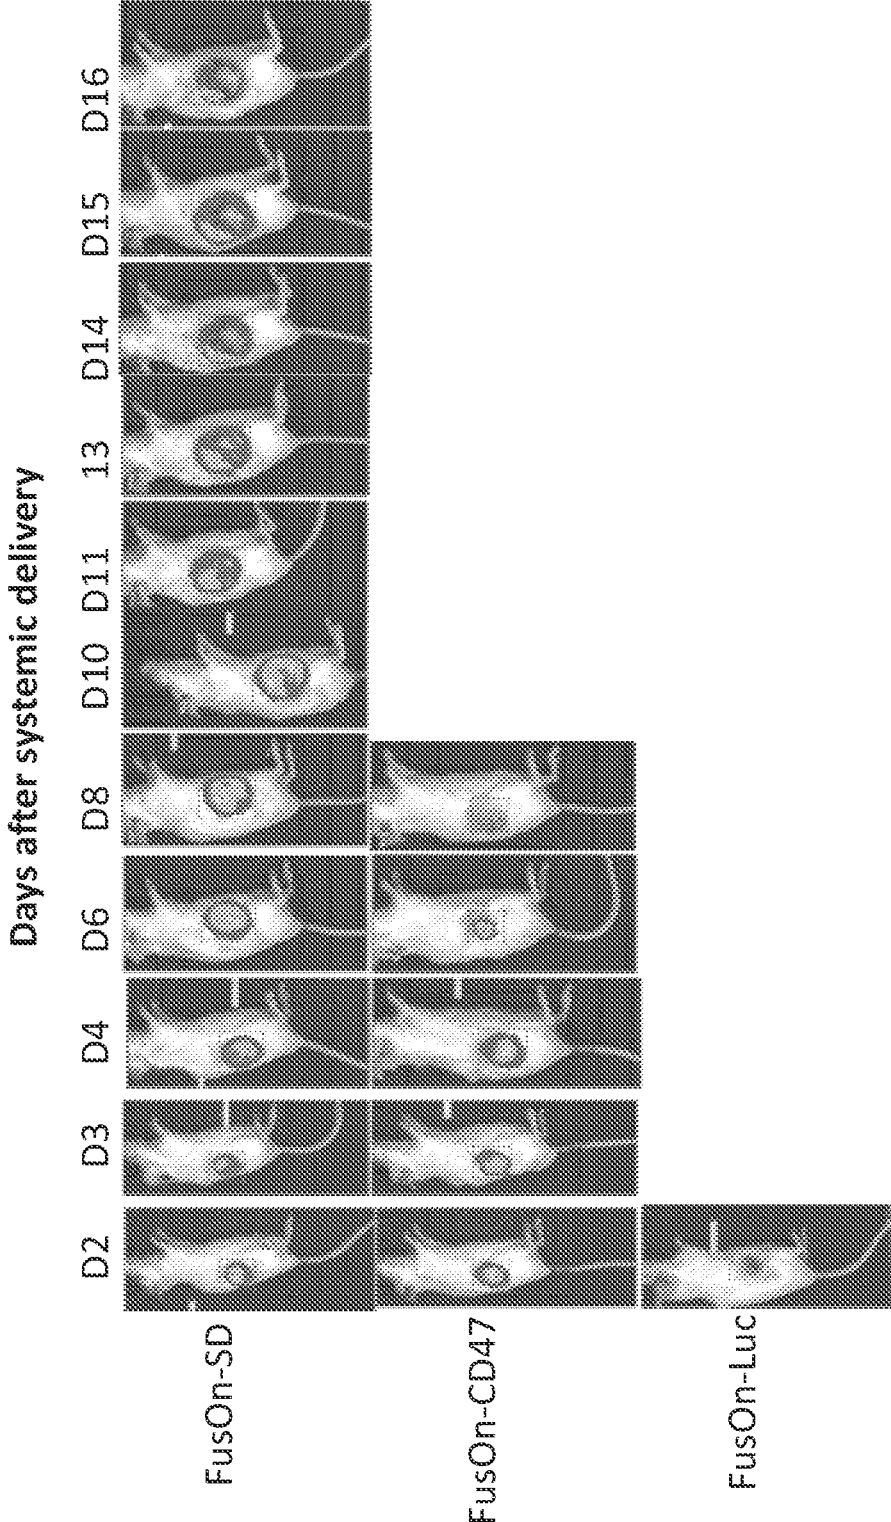 Days after systemic delivery
D2 D3 D4 D6 D8 D10 D11 13 D14 D15 D16
FusOn-SD
FusOn-CD47
FusOn-Luc